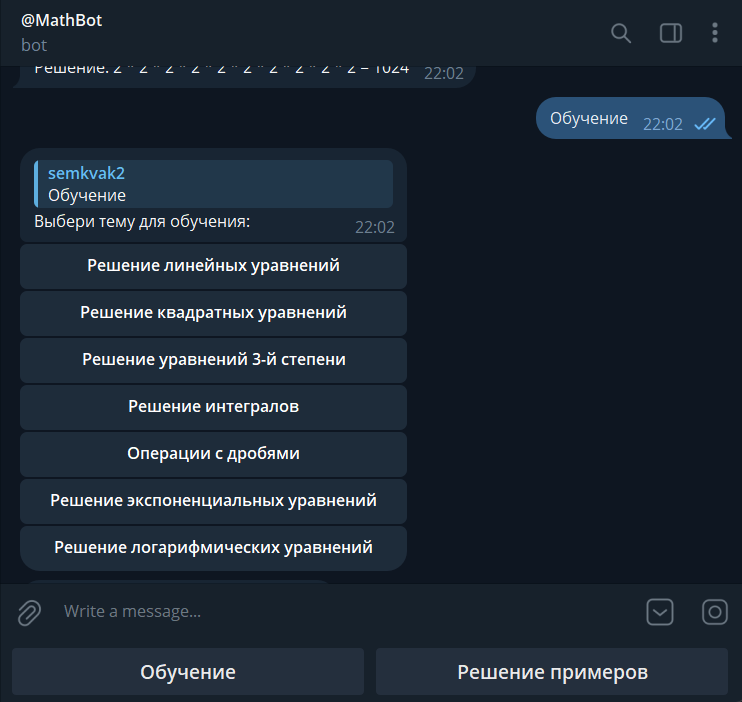 @MathBot
bot
Решение: 2 * 2 * 2 * 2 * 2 * 2 * 2 * 2 * 2 * 2 = 1024 22:02
Обучение 22:02
semkvak2
Обучение
Выбери тему для обучения:
22:02
Решение линейных уравнений
Решение квадратных уравнений
Решение уравнений 3-й степени
Решение интегралов
Операции с дробями
Решение экспоненциальных уравнений
Решение логарифмических уравнений
Write a message...
Обучение
Решение примеров